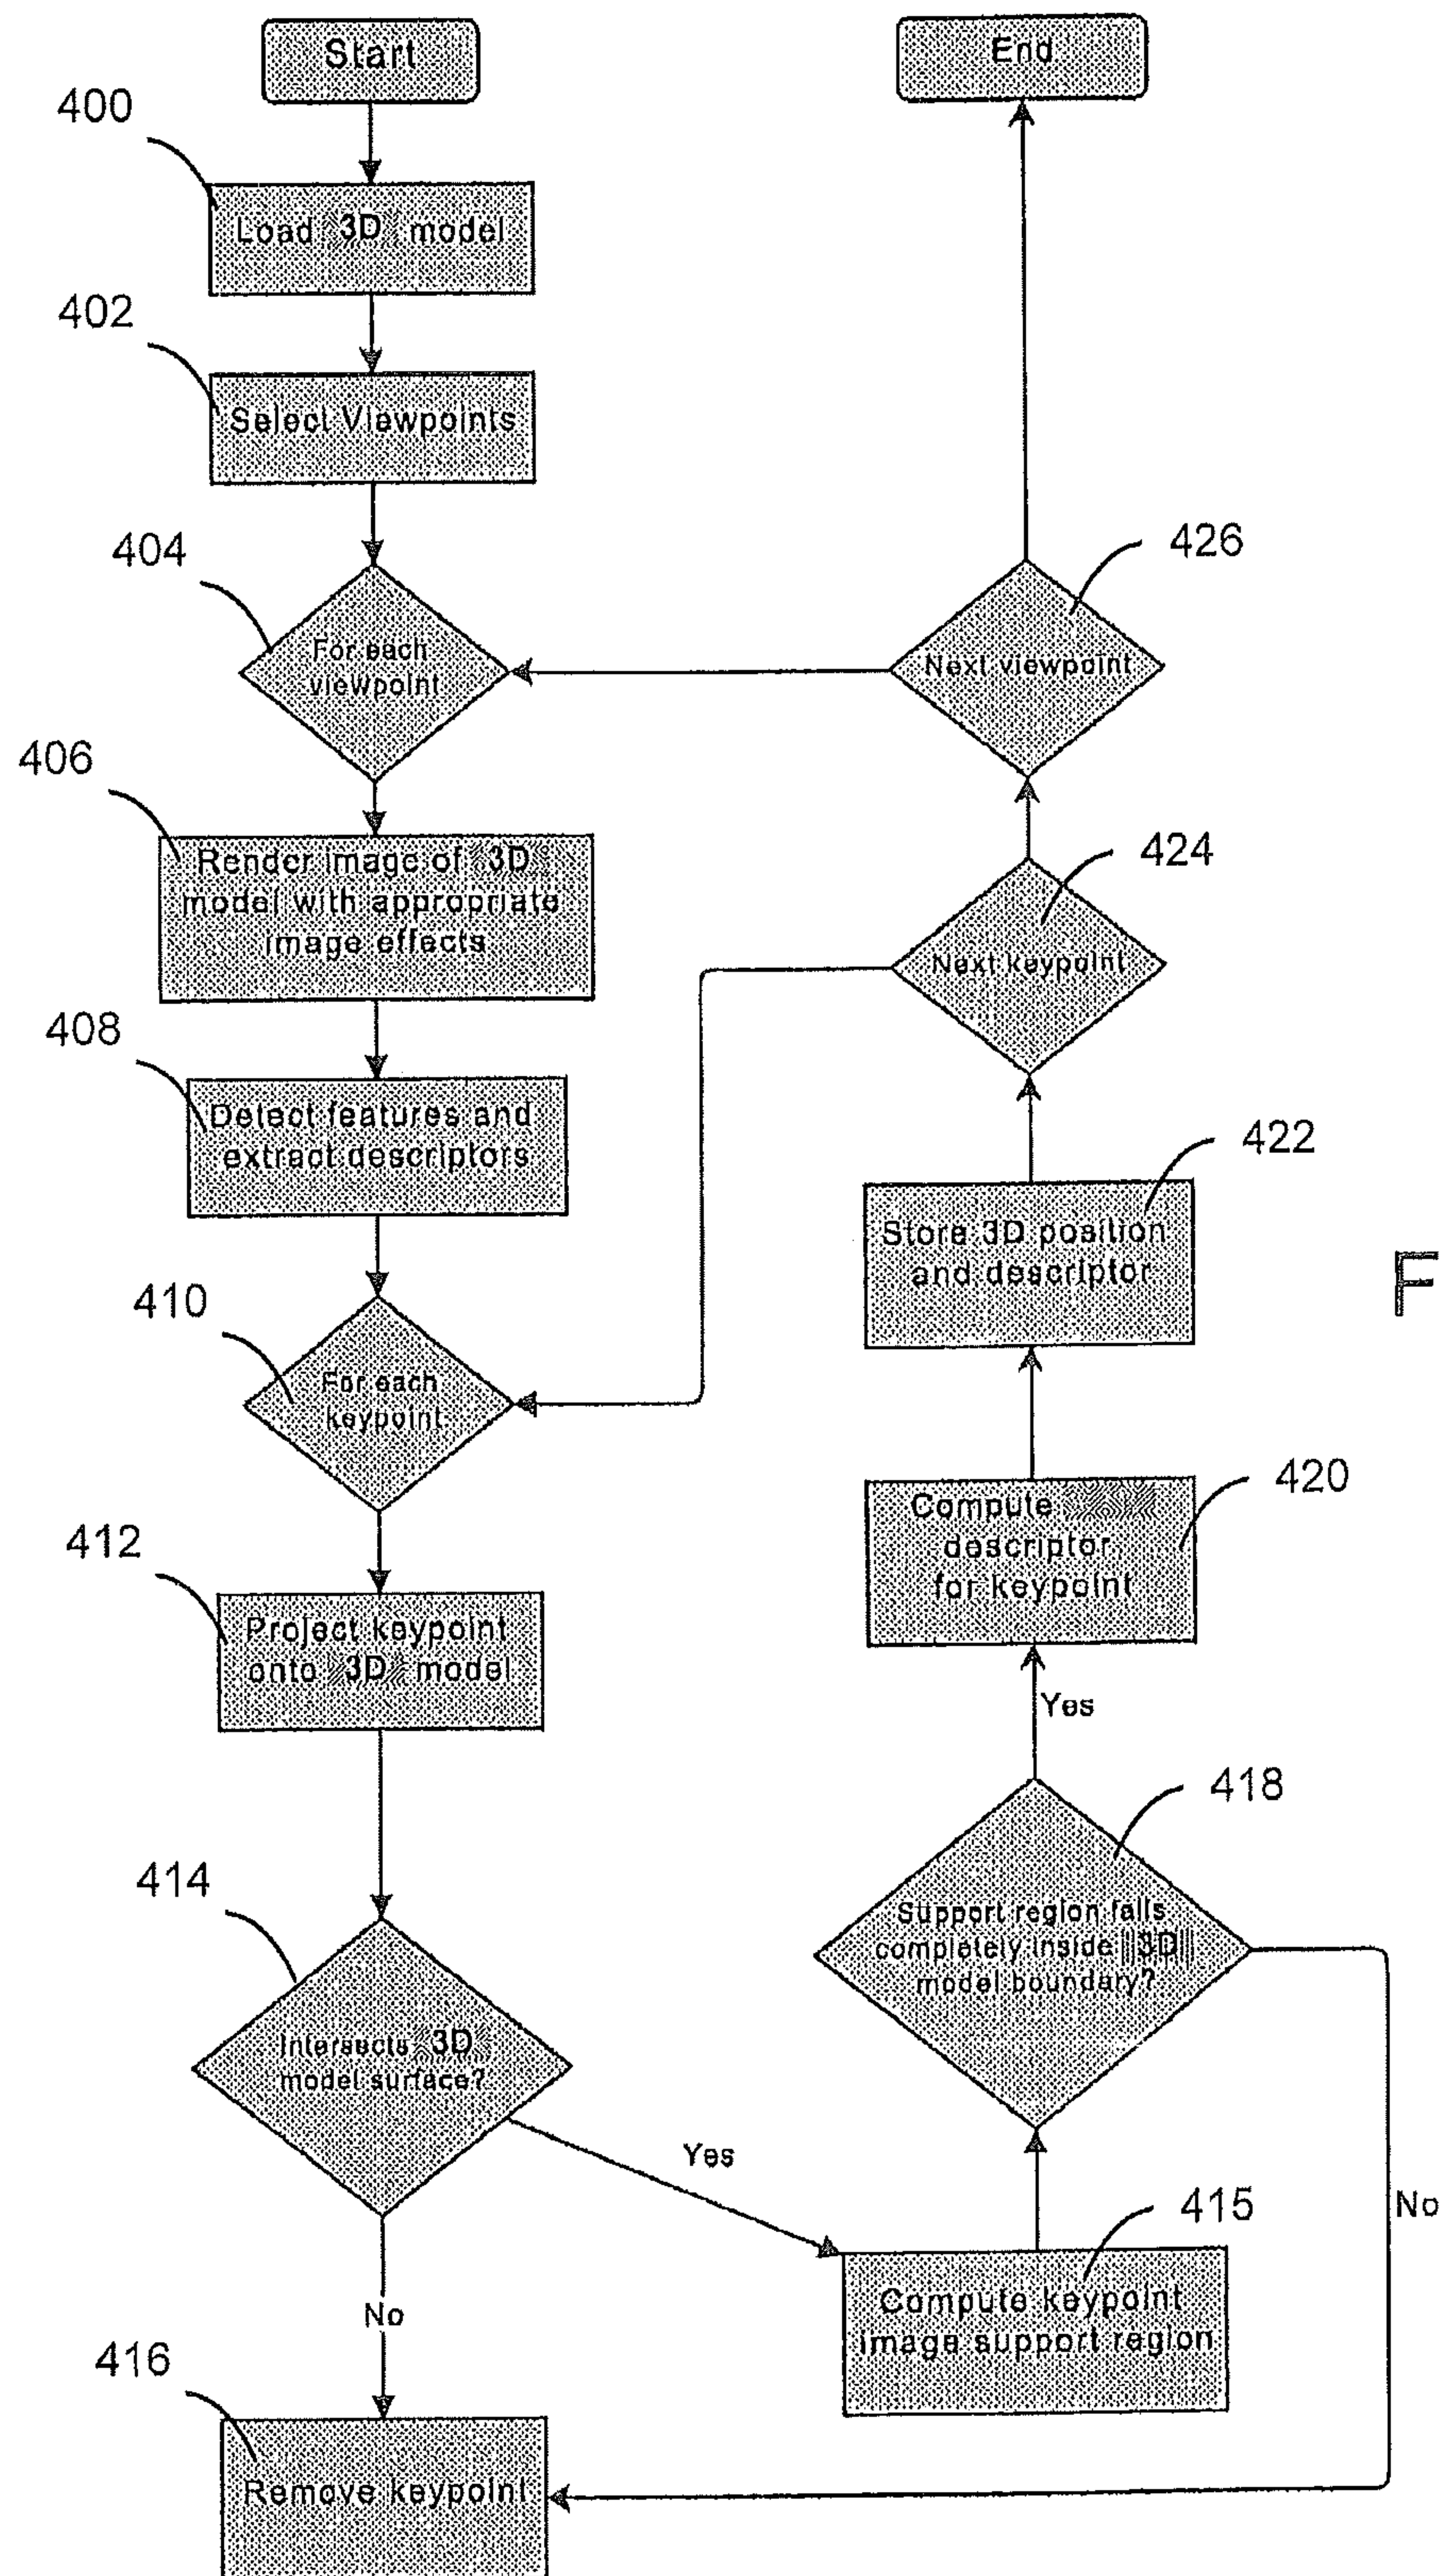 Start
400
Load 3D model
402
Select Viewpoints
404
For each
viewpoint
406
Render image of 3D
model with appropriate
image effects
408
Detect features and
extract descriptors
410
For each
keypoint
412
Project keypoint
onto 3D model
414
Intersects 3D
model surface?
Yes
No
416
Remove keypoint
415
Compute keypoint
image support region
418
Support region falls
completely inside 3D
model boundary?
Yes
No
420
Compute
descriptor
for keypoint
422
Store 3D position
and descriptor
424
Next keypoint
426
Next viewpoint
End
F